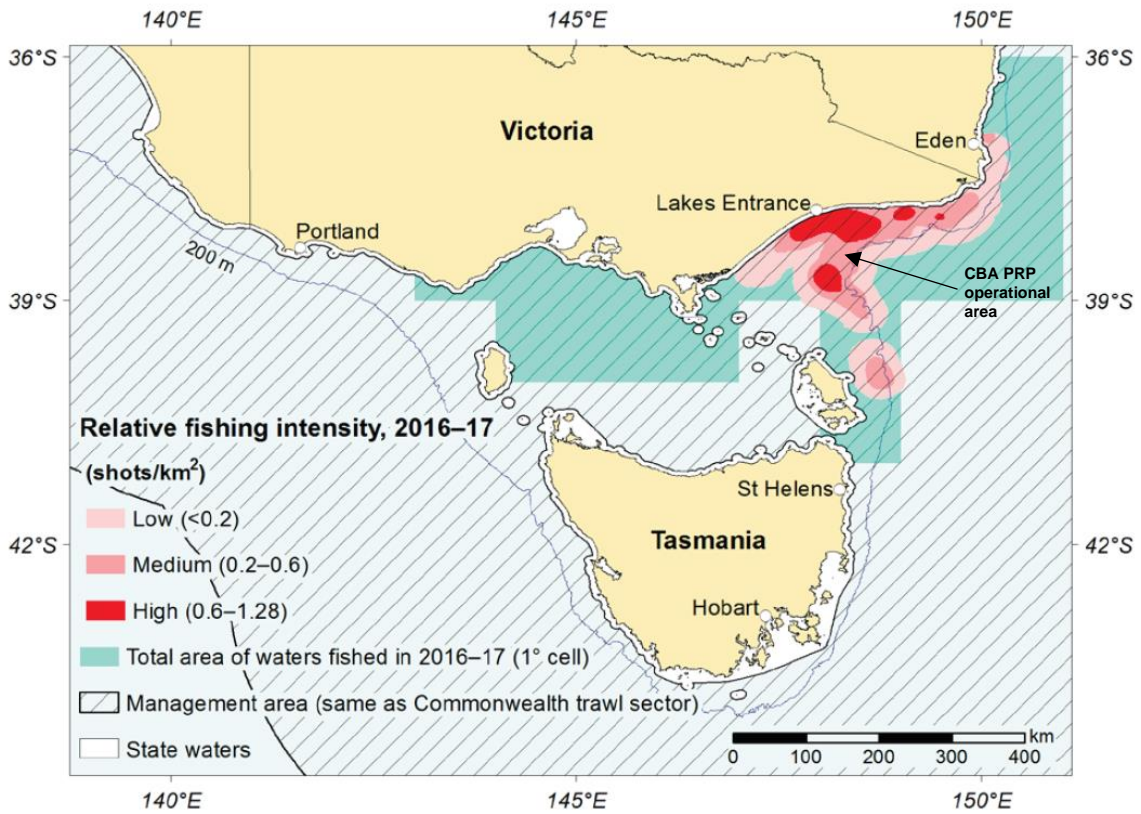 140°E 145°E 150°E
36°S 36°S
Victoria
Eden
Lakes Entrance
Portland
200 m
CBA PRP
operational
area
39°S 39°S
Relative fishing intensity, 2016–17
(shots/km²)
Low (<0.2)
Medium (0.2–0.6)
High (0.6–1.28)
Total area of waters fished in 2016–17 (1° cell)
Management area (same as Commonwealth trawl sector)
State waters
St Helens
42°S 42°S
Tasmania
Hobart
km
0 100 200 300 400
140°E 145°E 150°E